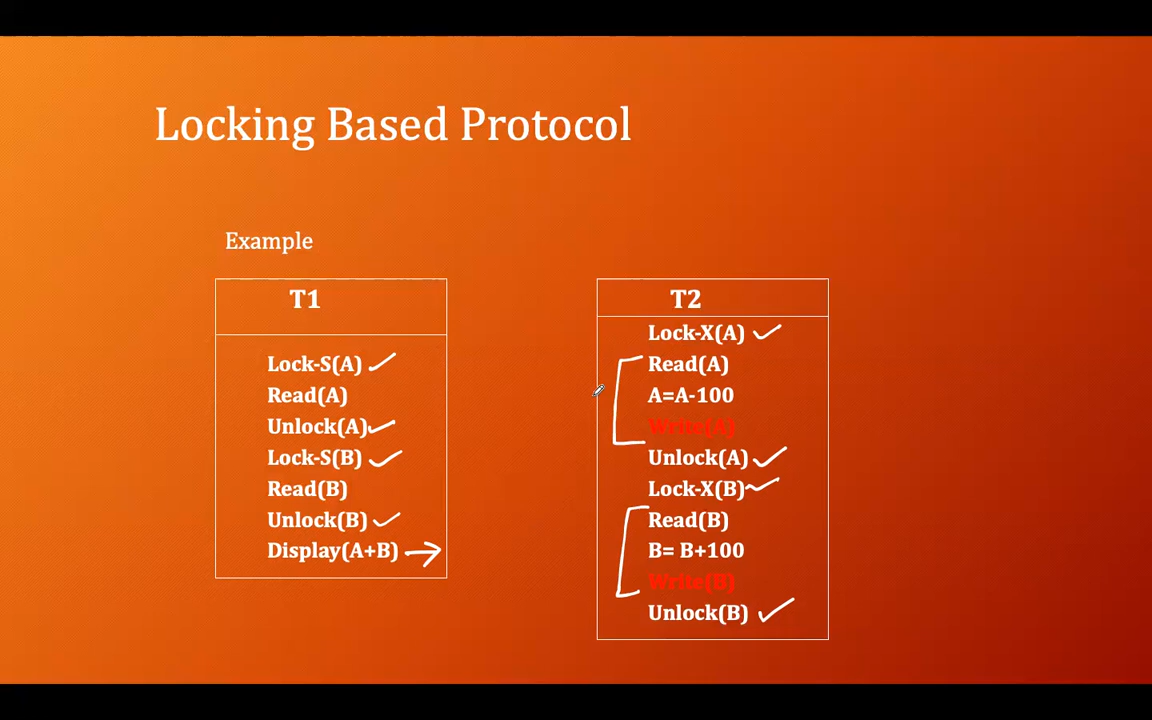 Locking Based Protocol
Example
T1
Lock-S(A)
Read(A)
Unlock(A)
Lock-S(B)
Read(B)
Unlock(B)
Display(A+B)
T2
Lock-X(A)
Read(A)
A=A-100
Write(A)
Unlock(A)
Lock-X(B)
Read(B)
B= B+100
Write(B)
Unlock(B)